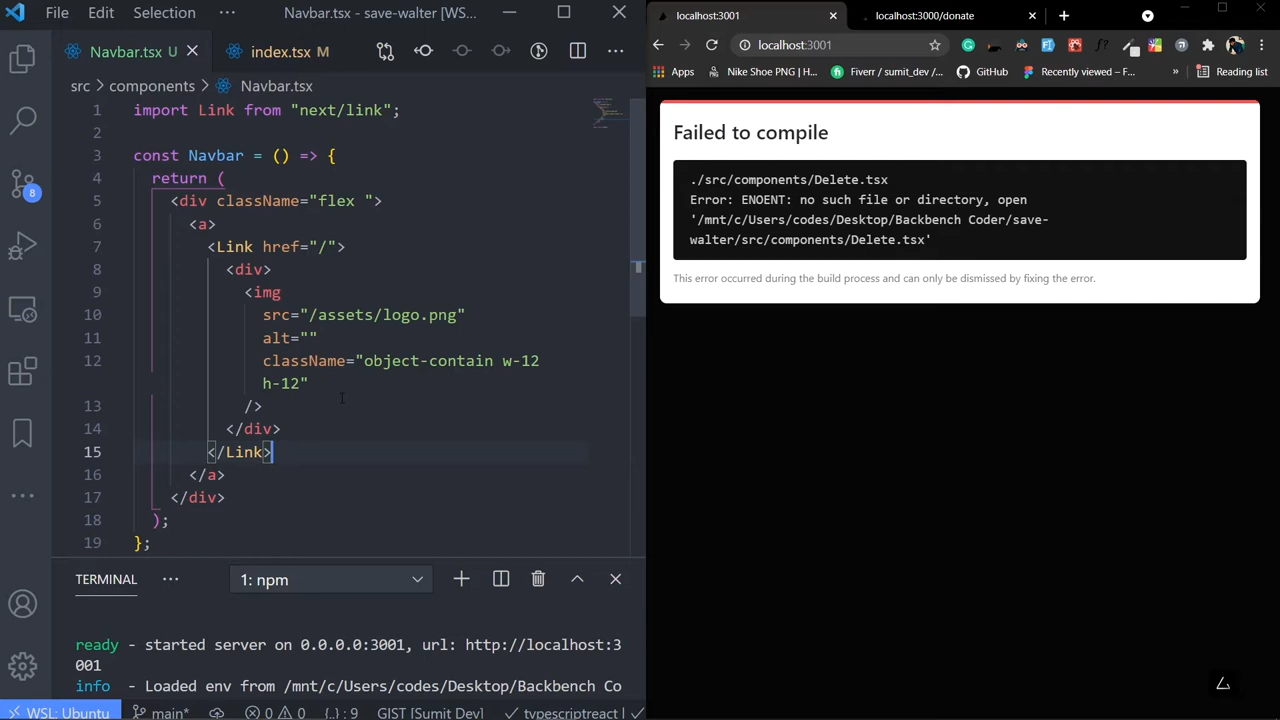 File Edit Selection ··· Navbar.tsx - save-walter [WS...
Navbar.tsx U index.tsx M
src > components > Navbar.tsx
1 import Link from "next/link";
2
3 const Navbar = () => {
4 return (
5 <div className="flex ">
6 <a>
7 <Link href="/">
8 <div>
9 <img
10 src="/assets/logo.png"
11 alt=""
12 className="object-contain w-12
h-12"
13 />
14 </div>
15 </Link>
16 </a>
17 </div>
18 );
19 };
8
TERMINAL ··· 1: npm
ready - started server on 0.0.0.0:3001, url: http://localhost:3
001
info - Loaded env from /mnt/c/Users/codes/Desktop/Backbench Co
WSL: Ubuntu main* 0 0 {..} : 9 GIST [Sumit Dev] typescriptreact
localhost:3001 localhost:3000/donate
localhost:3001
Apps Nike Shoe PNG | H... Fiverr / sumit_dev /... GitHub Recently viewed – F... » Reading list
Failed to compile
./src/components/Delete.tsx
Error: ENOENT: no such file or directory, open
'/mnt/c/Users/codes/Desktop/Backbench Coder/save-
walter/src/components/Delete.tsx'
This error occurred during the build process and can only be dismissed by fixing the error.